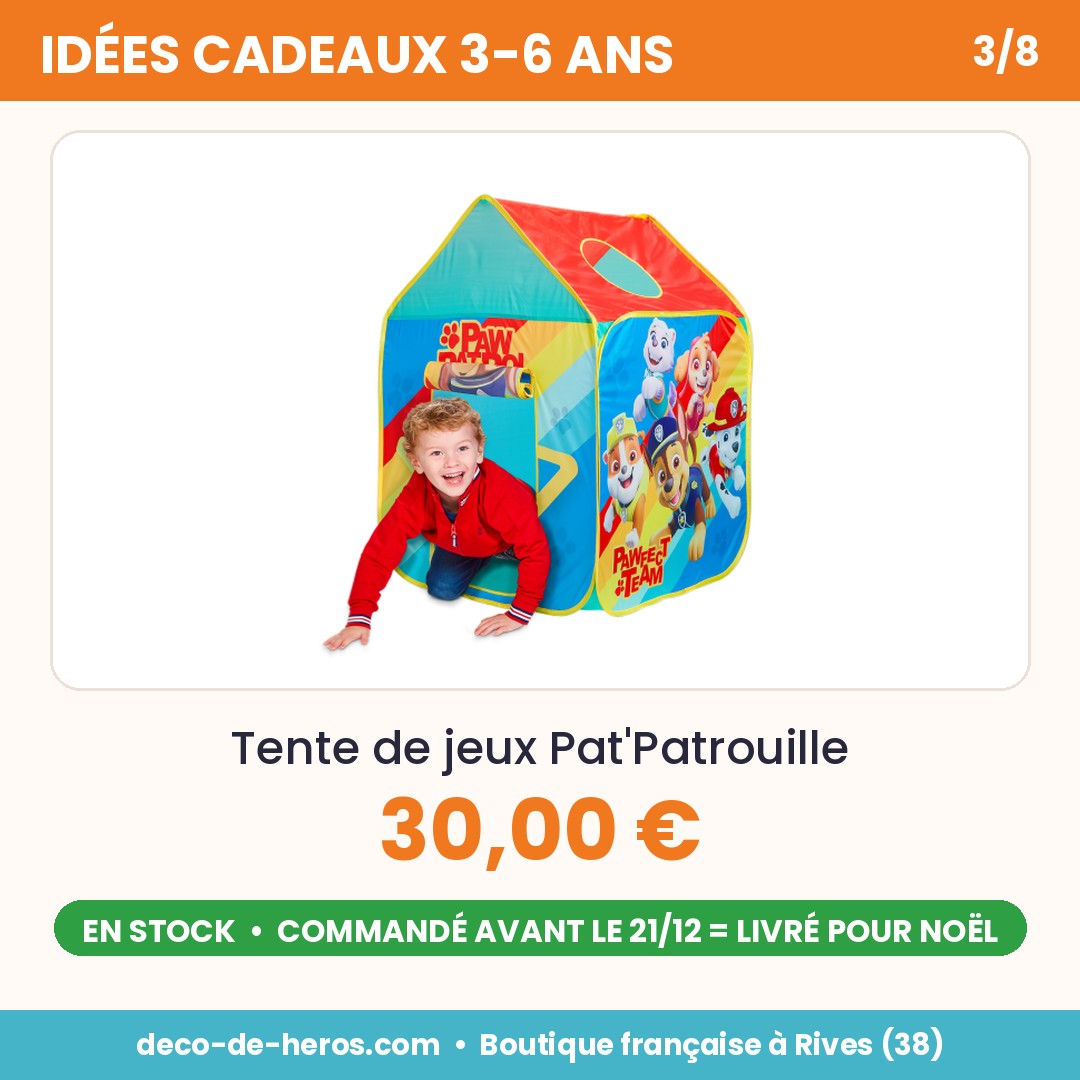 IDÉES CADEAUX 3-6 ANS
3/8
PAW
PATROL
PAWFECT
TEAM
Tente de jeux Pat'Patrouille
30,00 €
EN STOCK • COMMANDÉ AVANT LE 21/12 = LIVRÉ POUR NOËL
deco-de-heros.com • Boutique française à Rives (38)